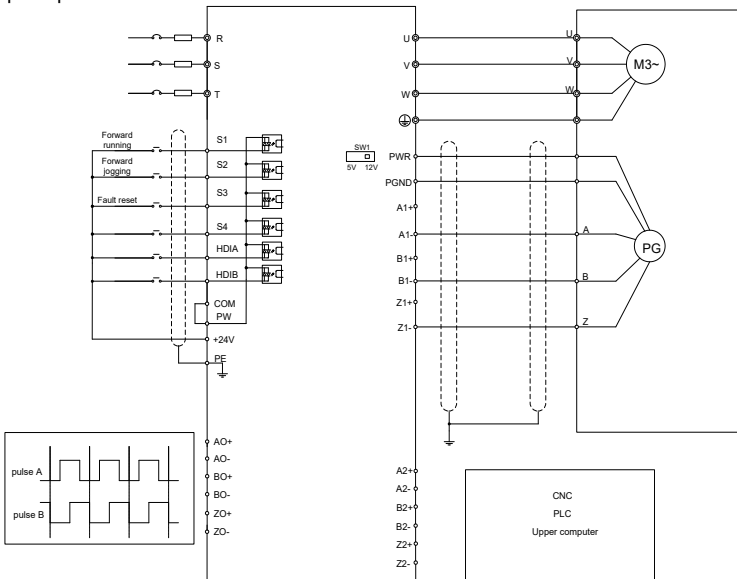 R
S
T
Forward
running
Forward
jogging
Fault reset
S1
S2
S3
S4
HDIA
HDIB
COM
PW
+24V
PE
U
V
W
SW1
5V 12V
PWR
PGND
A1+
A1-
B1+
B1-
Z1+
Z1-
U
V
W
M3~
A
B
Z
PG
pulse A
pulse B
AO+
AO-
BO+
BO-
ZO+
ZO-
A2+
A2-
B2+
B2-
Z2+
Z2-
CNC
PLC
Upper computer